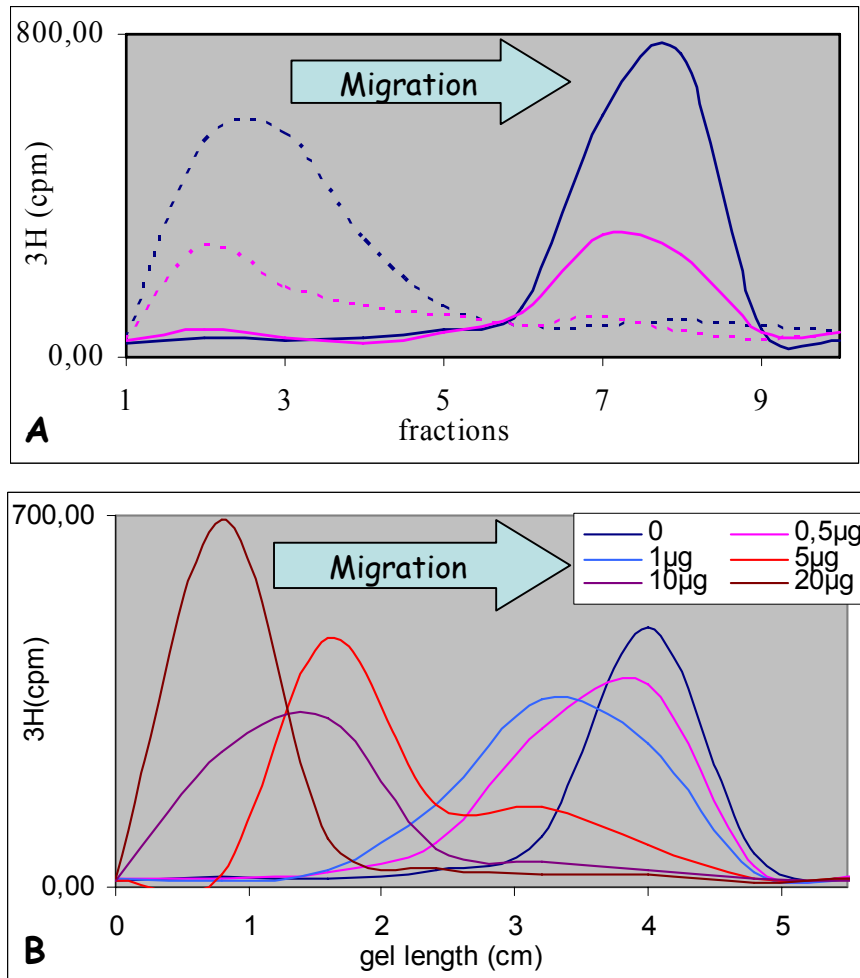 800,00
Migration
3H (cpm)
0,00
1 3 5 7 9
A
fractions
700,00
0 0,5µg
1µg 5µg
10µg 20µg
Migration
3H(cpm)
0,00
0 1 2 3 4 5
B
gel length (cm)